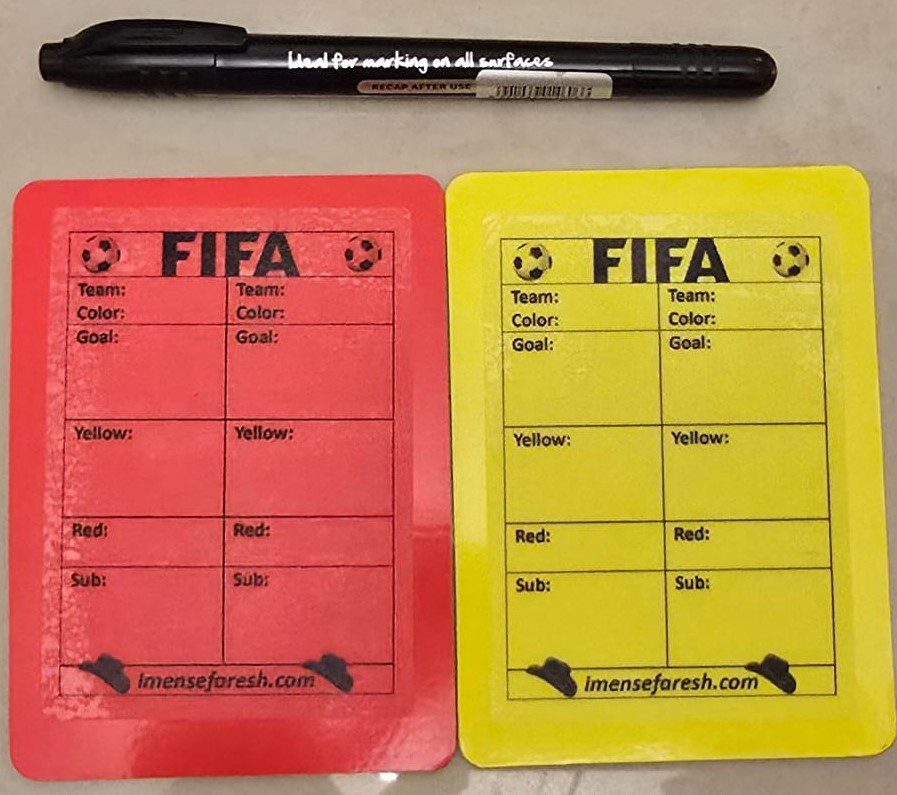 Ideal for marking on all surfaces
RECAP AFTER USE
FIFA
Team: Team:
Color: Color:
Goal: Goal:
Yellow: Yellow:
Red: Red:
Sub: Sub:
imensefaresh.com
FIFA
Team: Team:
Color: Color:
Goal: Goal:
Yellow: Yellow:
Red: Red:
Sub: Sub:
imensefaresh.com